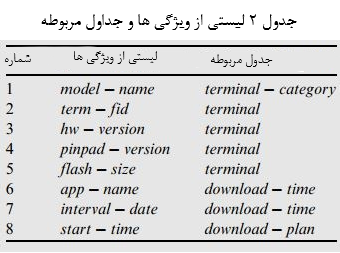 جدول ۲ لیستی از ویژگی ها و جداول مربوطه
شماره لیستی از ویژگی ها جدول مربوطه
1 model – name terminal – category
2 term – fid terminal
3 hw – version terminal
4 pinpad – version terminal
5 flash – size terminal
6 app – name download – time
7 interval – date download – time
8 start – time download – plan